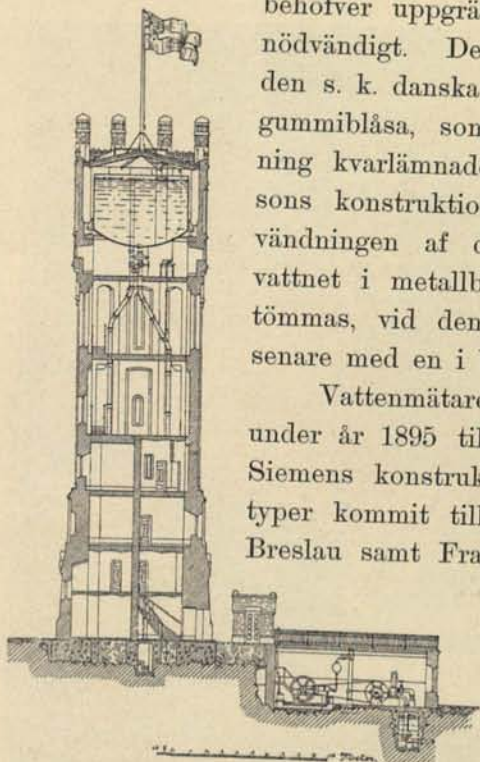 behöfver uppgrä
nödvändigt. De
den s. k. danska
gummiblåsa, som
ning kvarlämnade
sons konstruktio
vändningen af 
vattnet i metallb
tömmas, vid den
senare med en i
Vattenmätare
under år 1895 til
Siemens konstruk
typer kommit till
Breslau samt Fra